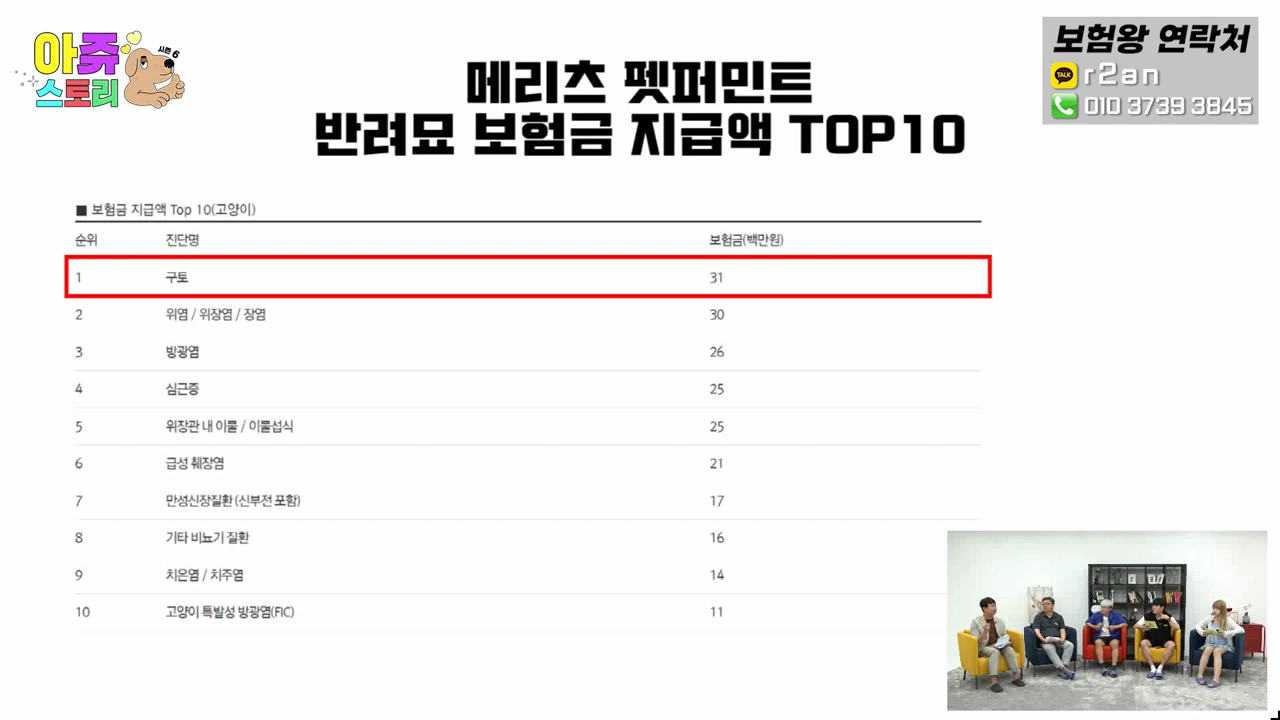 아쥬
스토리
시즌 6
보험왕 연락처
TALK
r2an
010 3739 3845
메리츠 펫퍼민트
반려묘 보험금 지급액 TOP10
■ 보험금 지급액 Top 10(고양이)
순위 진단명 보험금(백만원)
1 구토 31
2 위염 / 위장염 / 장염 30
3 방광염 26
4 심근증 25
5 위장관 내 이물 / 이물섭식 25
6 급성 췌장염 21
7 만성신장질환 (신부전 포함) 17
8 기타 비뇨기 질환 16
9 치은염 / 치주염 14
10 고양이 특발성 방광염(FIC) 11